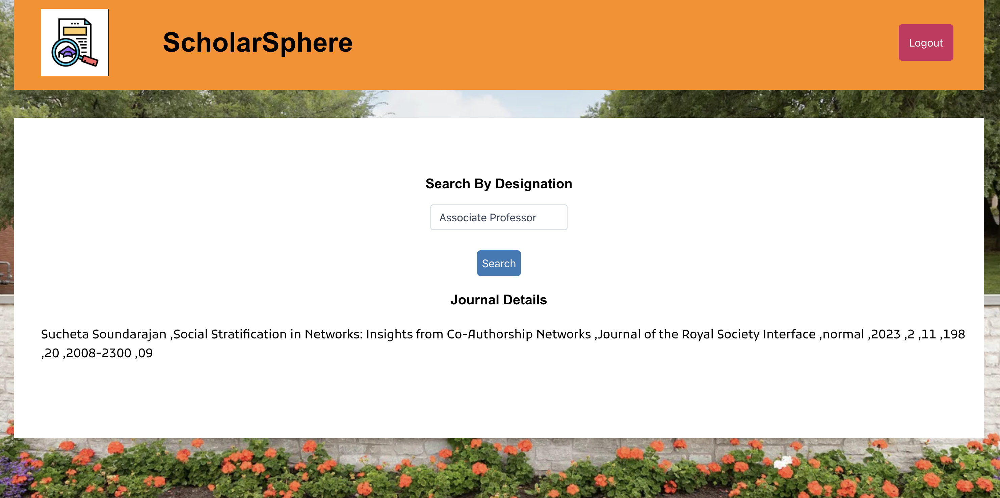 ScholarSphere
Logout
Search By Designation
Associate Professor
Search
Journal Details
Sucheta Soundarajan ,Social Stratification in Networks: Insights from Co-Authorship Networks ,Journal of the Royal Society Interface ,normal ,2023 ,2 ,11 ,198
,20 ,2008-2300 ,09